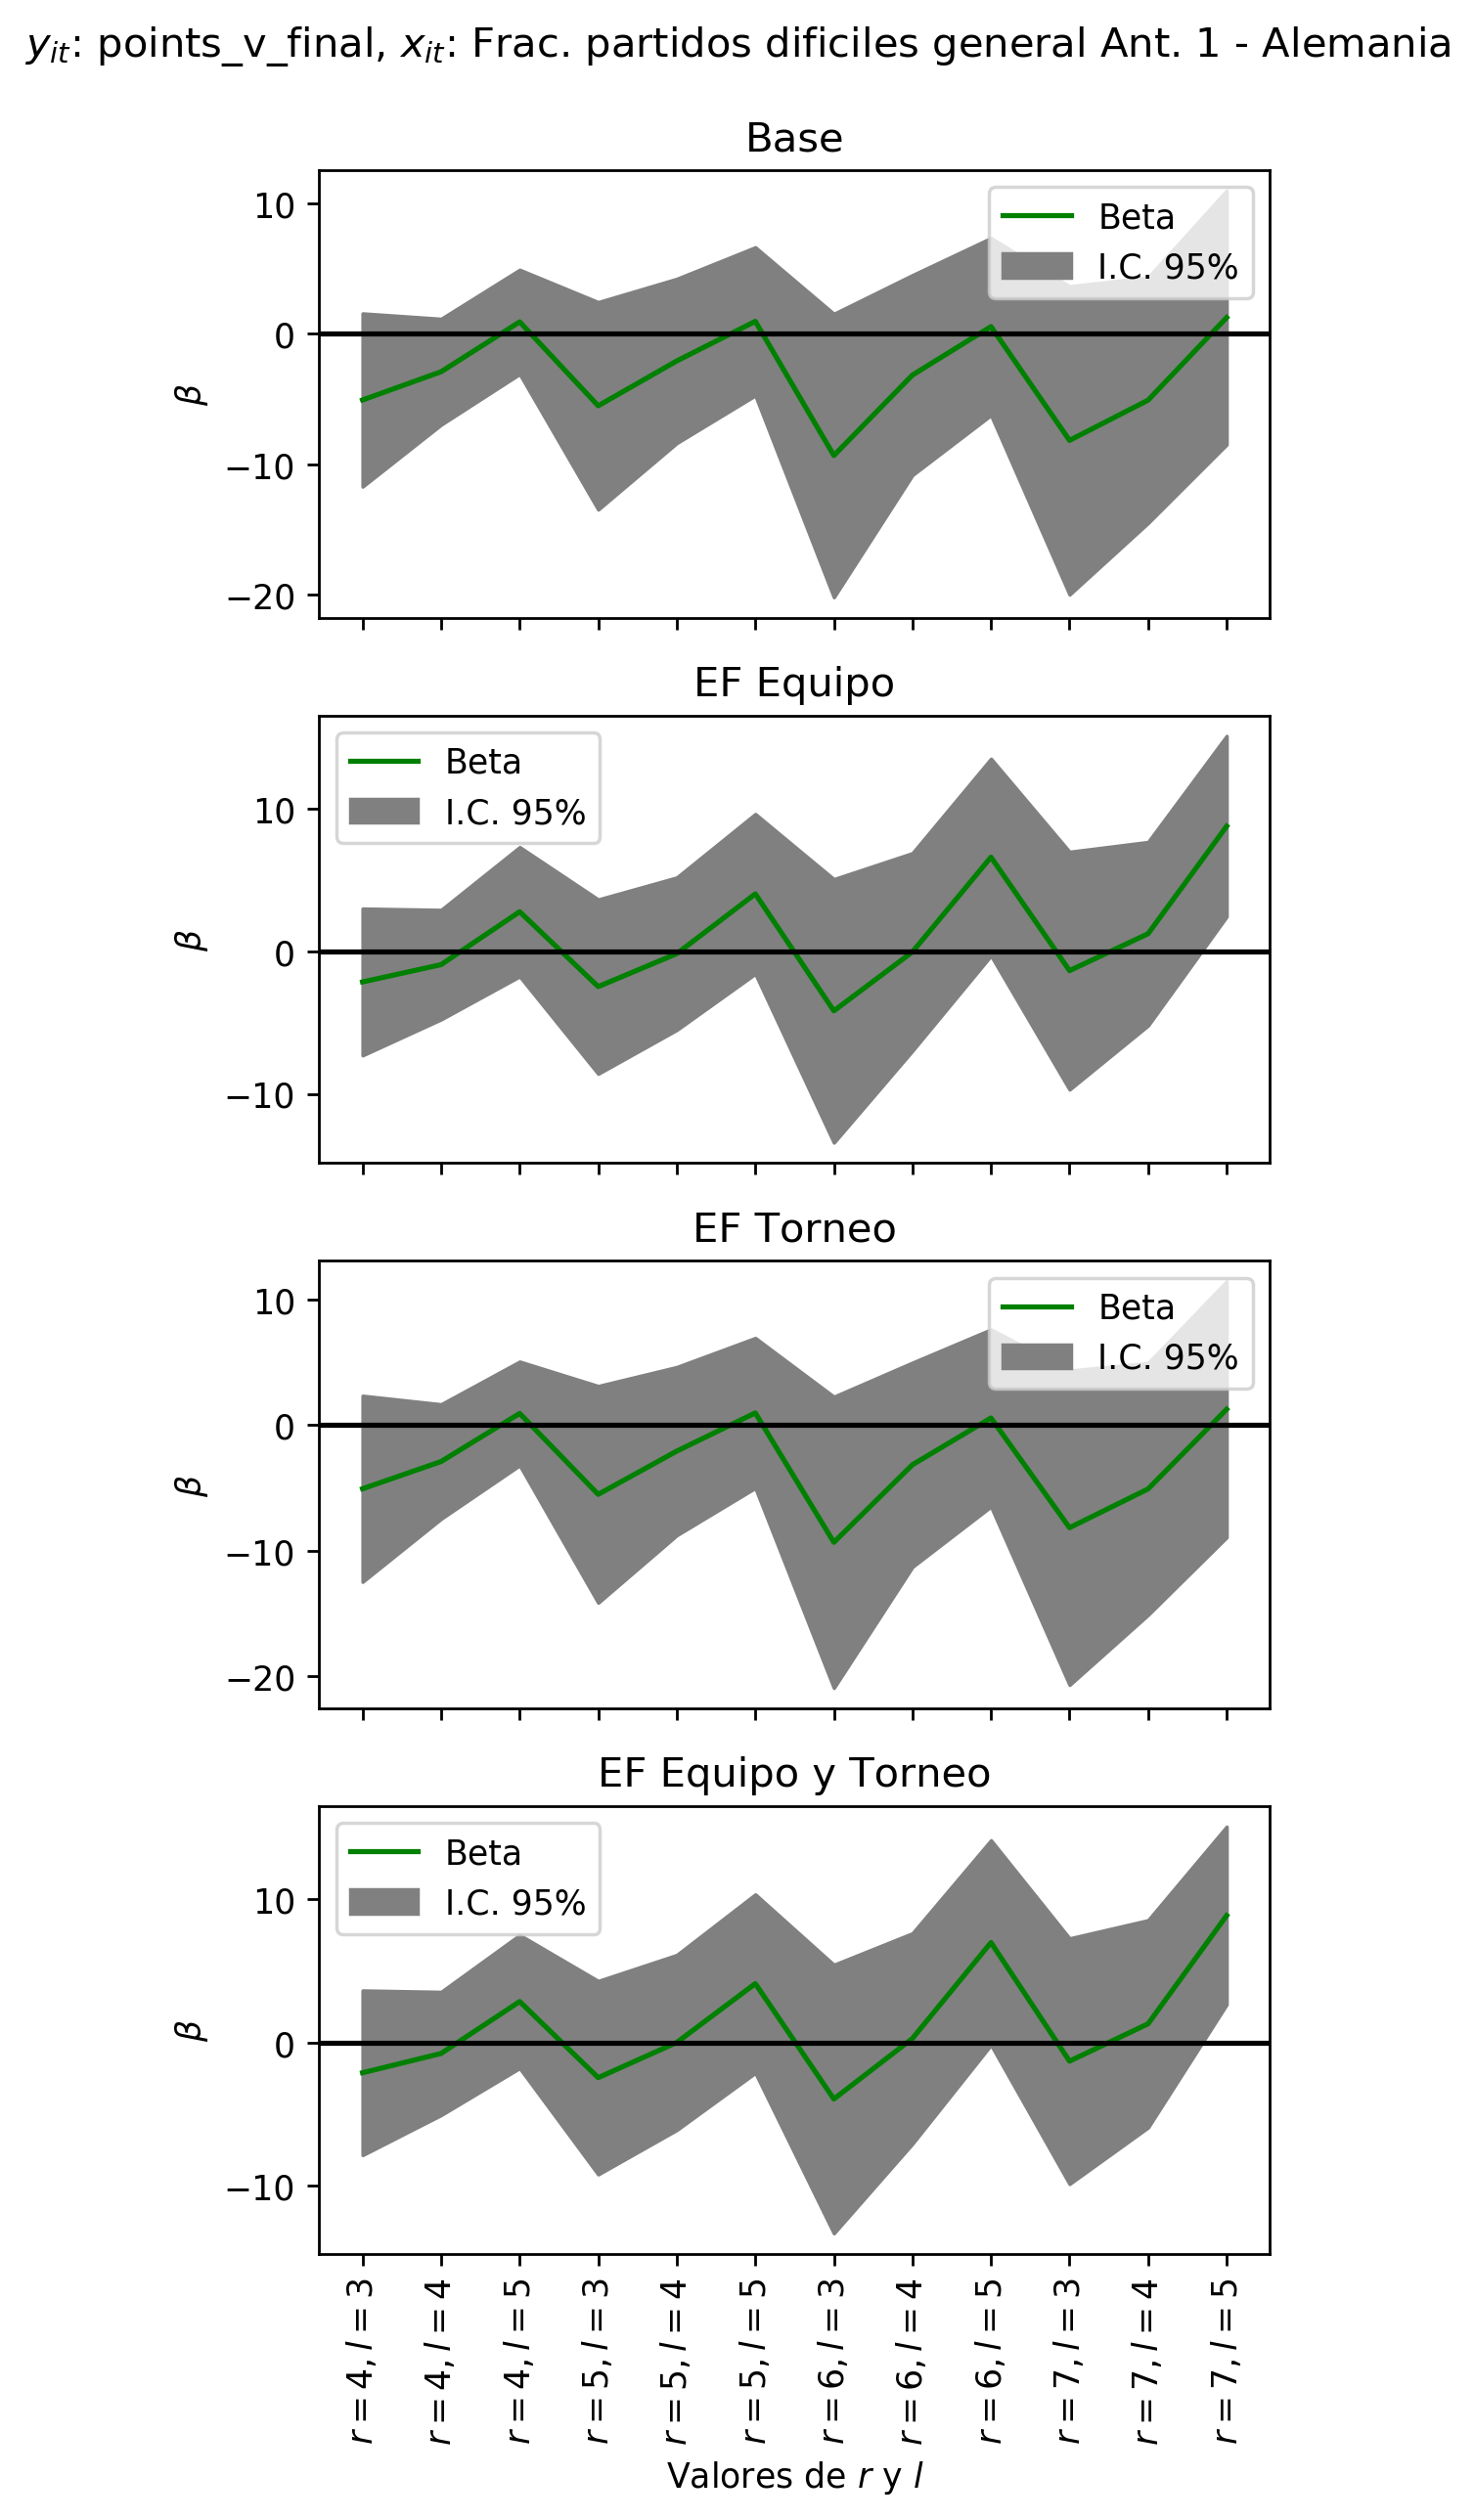 y_it: points_v_final, x_it: Frac. partidos dificiles general Ant. 1 - Alemania
Base
Beta
I.C. 95%
10
0
−10
−20
β
EF Equipo
Beta
I.C. 95%
10
0
−10
β
EF Torneo
Beta
I.C. 95%
10
0
−10
−20
β
EF Equipo y Torneo
Beta
I.C. 95%
10
0
−10
β
r = 4, l = 3
r = 4, l = 4
r = 4, l = 5
r = 5, l = 3
r = 5, l = 4
r = 5, l = 5
r = 6, l = 3
r = 6, l = 4
r = 6, l = 5
r = 7, l = 3
r = 7, l = 4
r = 7, l = 5
Valores de r y l